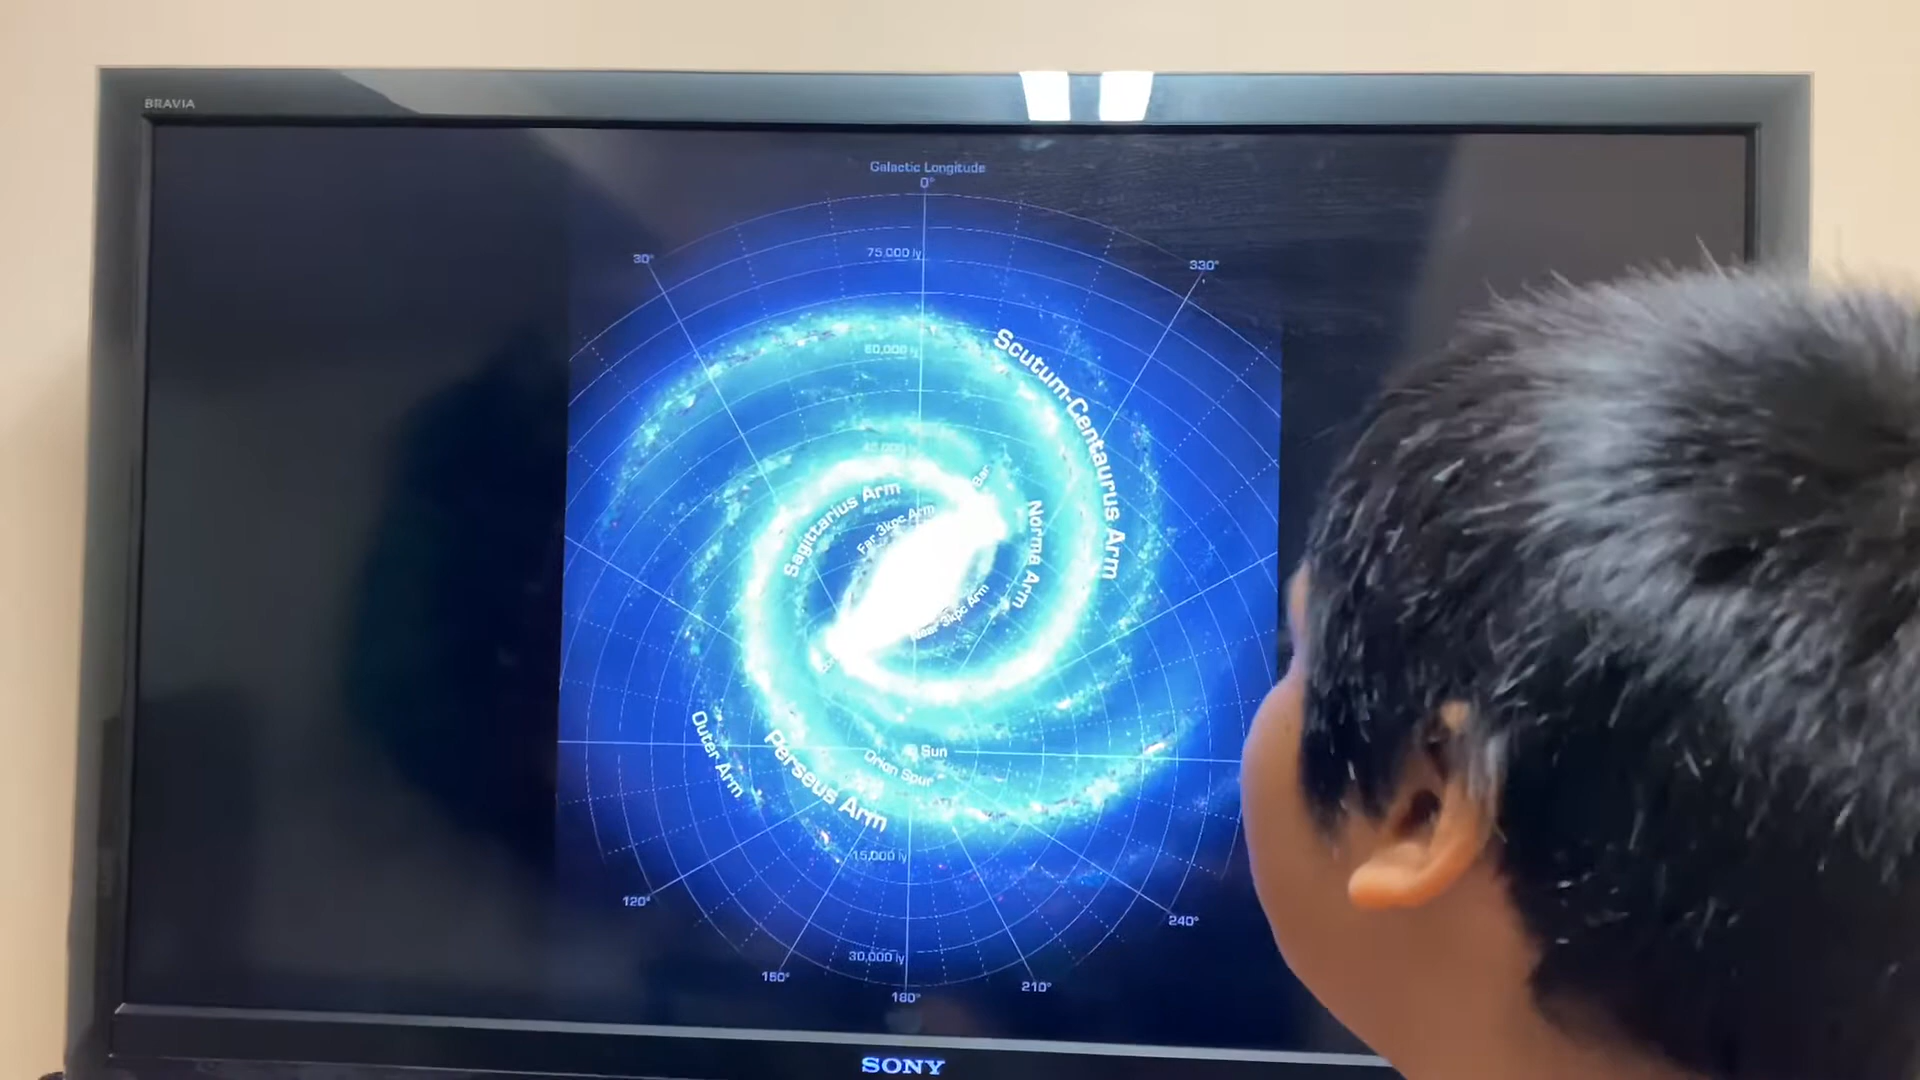 BRAVIA
Galactic Longitude
0°
30°
330°
75,000 ly
60,000 ly
45,000
Scutum-Centaurus Arm
Bar
Sagittarius Arm
Far 3kpc Arm
Norma Arm
Near 3kpc Arm
Sun
Orion Spur
Outer Arm
Perseus Arm
15,000 ly
120°
240°
30,000 ly
150°
210°
180°
SONY